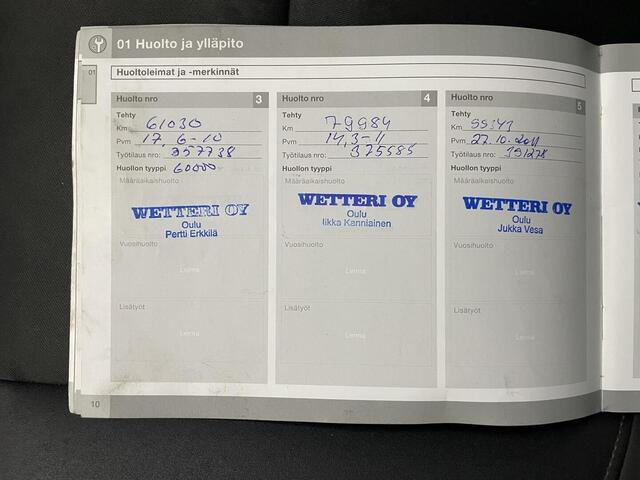 01 Huolto ja ylläpito
01
Huoltoleimat ja -merkinnät
Huolto nro 3
Tehty
Km 61030
Pvm 17.6-10
Työtilaus nro: 357738
Huollon tyyppi 60000
Määräaikaishuolto
WETTERI OY
Oulu
Pertti Erkkilä
Vuosihuolto
Leima
Lisätyöt
Leima
Huolto nro 4
Tehty
Km 79984
Pvm 14,3-11
Työtilaus nro: 375585
Huollon tyyppi
Määräaikaishuolto
WETTERI OY
Oulu
Iikka Kanniainen
Vuosihuolto
Leima
Lisätyöt
Leima
Huolto nro 5
Tehty
Km
Pvm 27.10.2011
Työtilaus nro: 391278
Huollon tyyppi
Määräaikaishuolto
WETTERI OY
Oulu
Jukka Vesa
Vuosihuolto
Leima
Lisätyöt
Leima
10